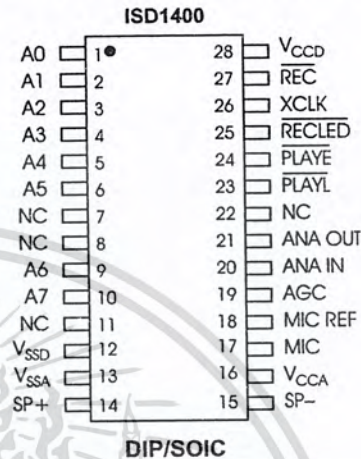 ISD1400
A0 1 28 VCCD
A1 2 27 REC
A2 3 26 XCLK
A3 4 25 RECLED
A4 5 24 PLAYE
A5 6 23 PLAYL
NC 7 22 NC
NC 8 21 ANA OUT
A6 9 20 ANA IN
A7 10 19 AGC
NC 11 18 MIC REF
VSSD 12 17 MIC
VSSA 13 16 VCCA
SP+ 14 15 SP–
DIP/SOIC